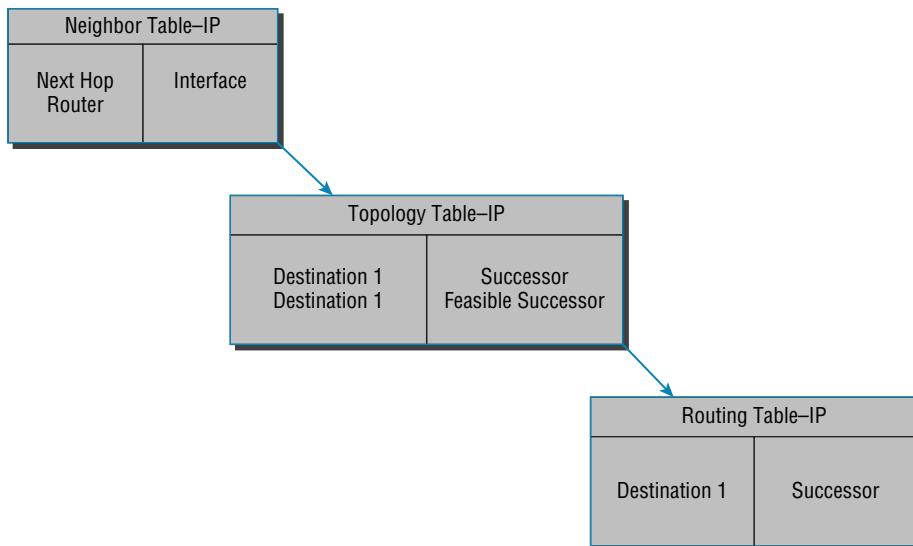 Neighbor Table–IP
Next Hop
Router
Interface
Topology Table–IP
Destination 1
Destination 1
Successor
Feasible Successor
Routing Table–IP
Destination 1
Successor